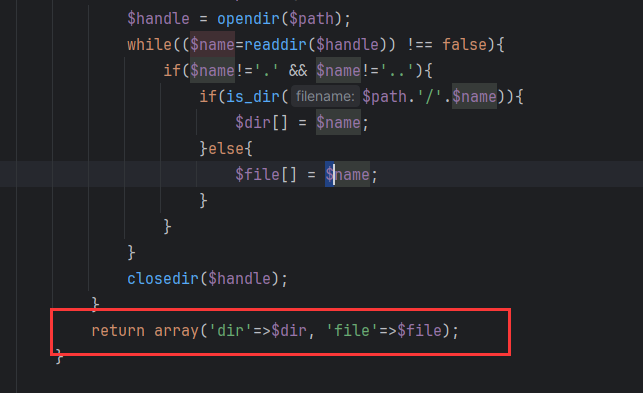 $handle = opendir($path);
while(($name=readdir($handle)) !== false){
if($name!='.' && $name!='..'){
if(is_dir( filename: $path.'/'.$name)){
$dir[] = $name;
}else{
$file[] = $name;
}
}
}
closedir($handle);
}
return array('dir'=>$dir, 'file'=>$file);
}